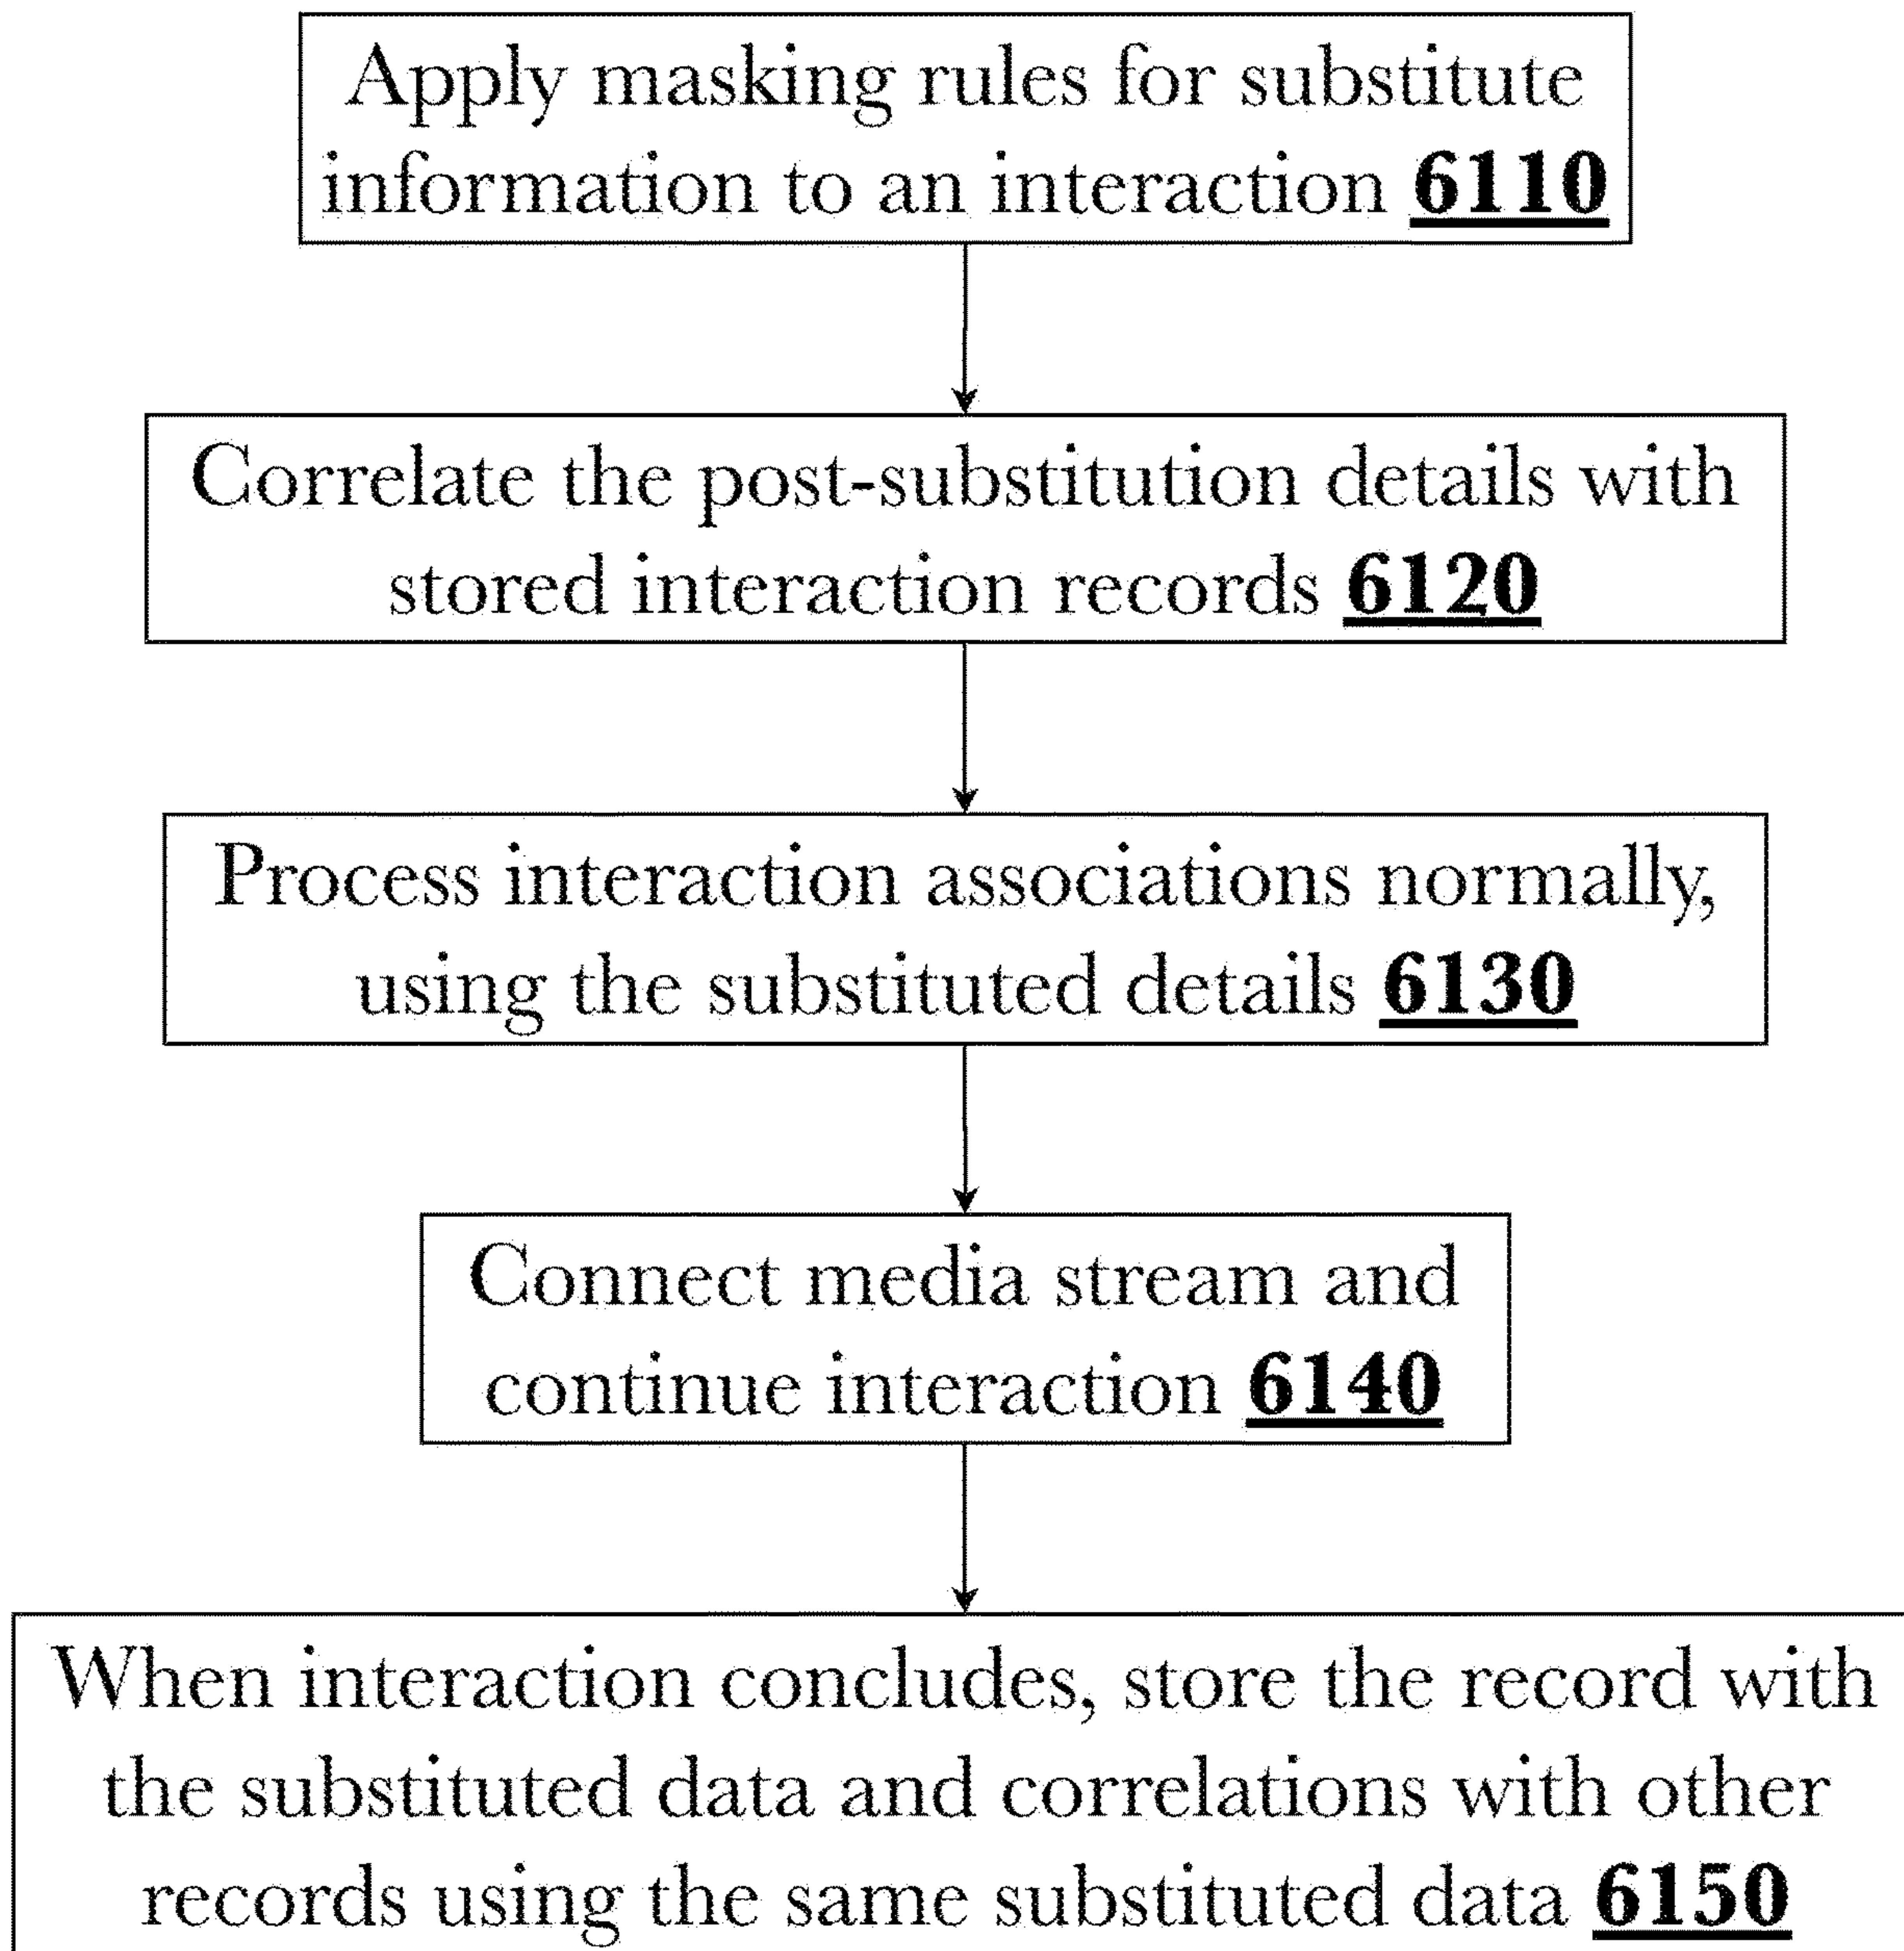 Apply masking rules for substitute
information to an interaction 6110
Correlate the post-substitution details with
stored interaction records 6120
Process interaction associations normally,
using the substituted details 6130
Connect media stream and
continue interaction 6140
When interaction concludes, store the record with
the substituted data and correlations with other
records using the same substituted data 6150